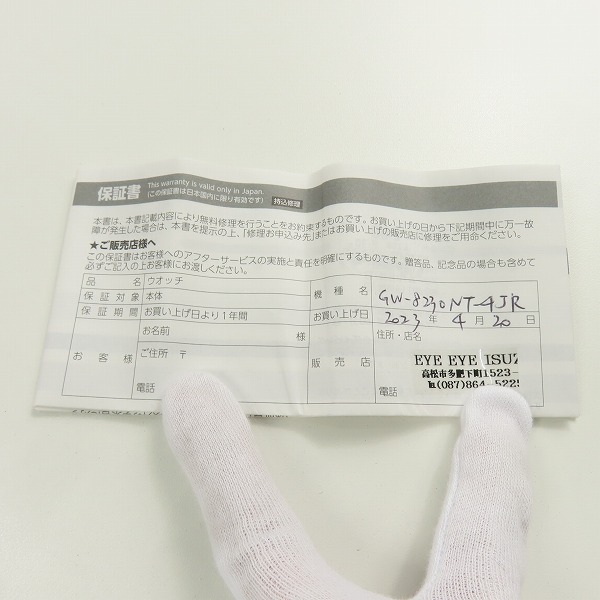 保証書
This warranty is valid only in Japan.
(この保証書は日本国内に限り有効です)
持込修理
本書は、本書記載内容により無料修理を行うことをお約束するものです。お買い上げの日から下記期間中に万一故
障が発生した場合は、本書を提示の上、「修理お申込み先」またはお買い上げの販売店に修理をご用命ください。
★ご販売店様へ
この保証書はお客様へのアフターサービスの実施と責任を明確にするものです。贈答品、記念品の場合も含めて
必ずご記入の上お客様にお渡しください。
品名 ウオッチ 機種名 GW-8230NT-4JR
保証対象 本体
保証期間 お買い上げ日より1年間 お買い上げ日 2023年4月20日
お客様 お名前 様 販売店 住所・店名
ご住所 〒
EYE EYE ISUZ
高松市多肥下町1523-
電話 電話 ℡(087)864-5225